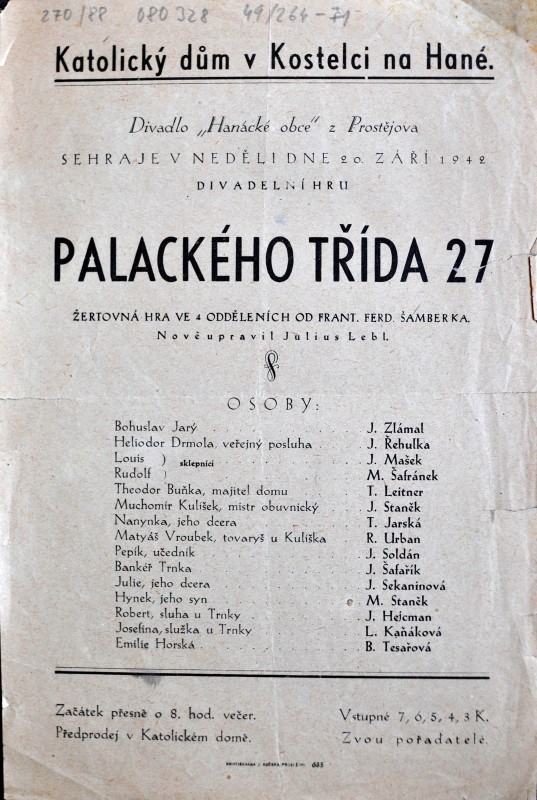 270/88 080 328 49/264-71
Katolický dům v Kostelci na Hané.
Divadlo „Hanácké obce" z Prostějova
SEHRAJE V NEDĚLI DNE 20. ZÁŘÍ 1942
DIVADELNÍ HRU
PALACKÉHO TŘÍDA 27
ŽERTOVNÁ HRA VE 4 ODDĚLENÍCH OD FRANT. FERD. ŠAMBERKA.
Nově upravil Julius Lebl.
OSOBY:
Bohuslav Jarý . . . . . J. Zlámal
Heliodor Drmola, veřejný posluha . . . J. Řehulka
Louis ) sklepníci . . . J. Mašek
Rudolf ) . . . M. Šafránek
Theodor Buňka, majitel domu . . . T. Leitner
Muchomír Kulíšek, mistr obuvnický . . J. Staněk
Nanynka, jeho dcera . . . T. Jarská
Matyáš Vroubek, tovaryš u Kulíška . . R. Urban
Pepík, učedník . . . J. Soldán
Bankéř Trnka . . . J. Šafařík
Julie, jeho dcera . . . J. Sekaninová
Hynek, jeho syn . . . M. Staněk
Robert, sluha u Trnky . . . J. Hejcman
Josefina, služka u Trnky . . . L. Kaňáková
Emilie Horská . . . B. Tesařová
Začátek přesně o 8. hod. večer. Vstupné 7, 6, 5, 4, 3 K.
Předprodej v Katolickém domě. Zvou pořadatelé.
635